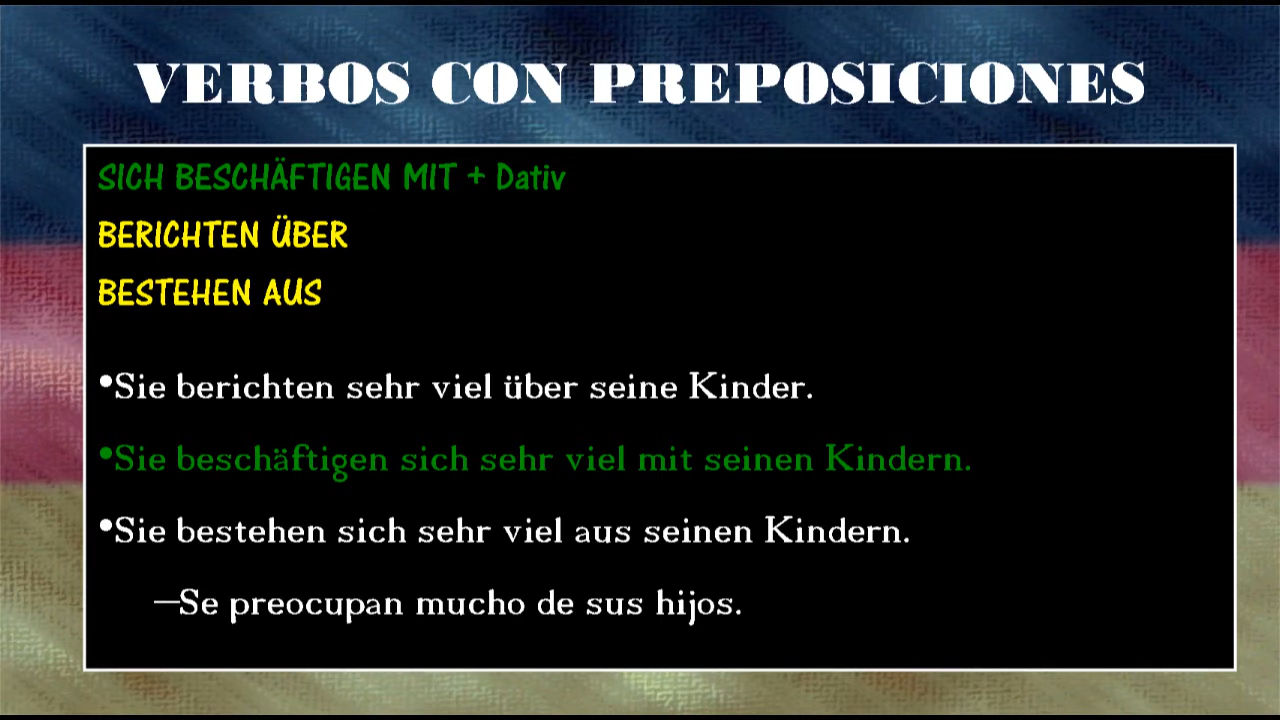 VERBOS CON PREPOSICIONES
SICH BESCHÄFTIGEN MIT + Dativ
BERICHTEN ÜBER
BESTEHEN AUS
•Sie berichten sehr viel über seine Kinder.
•Sie beschäftigen sich sehr viel mit seinen Kindern.
•Sie bestehen sich sehr viel aus seinen Kindern.
–Se preocupan mucho de sus hijos.